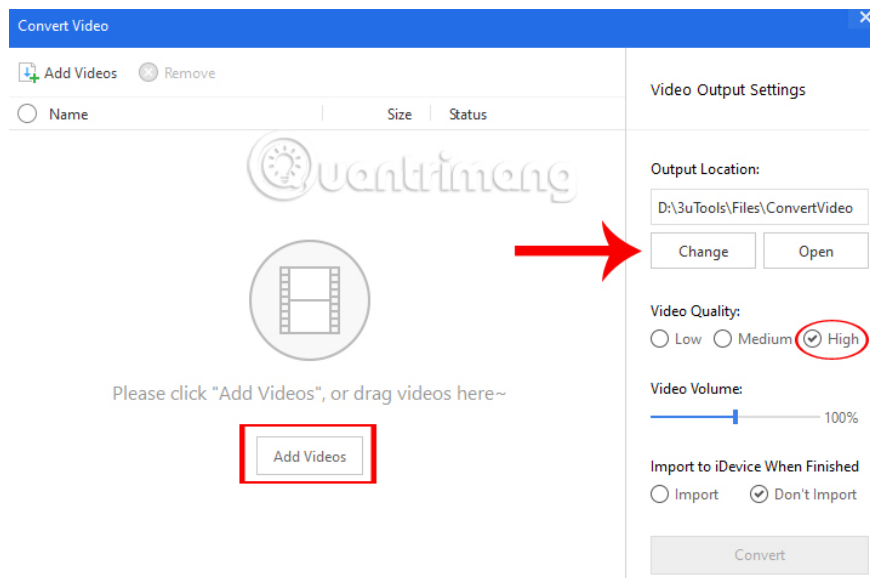 Convert Video
Add Videos Remove
Name Size Status
Quantrimang
Please click "Add Videos", or drag videos here~
Add Videos
Video Output Settings
Output Location:
D:\3uTools\Files\ConvertVideo
Change Open
Video Quality:
Low Medium High
Video Volume:
100%
Import to iDevice When Finished
Import Don't Import
Convert